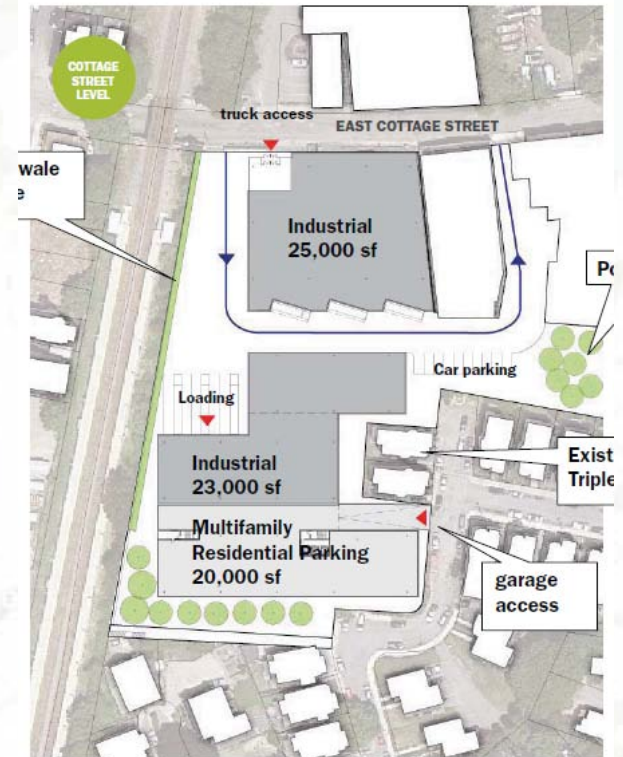 COTTAGE
STREET
LEVEL
truck access
EAST COTTAGE STREET
wale
e
Industrial
25,000 sf
Po
Car parking
Loading
Exist
Triple
Industrial
23,000 sf
Multifamily
Residential Parking
20,000 sf
garage
access